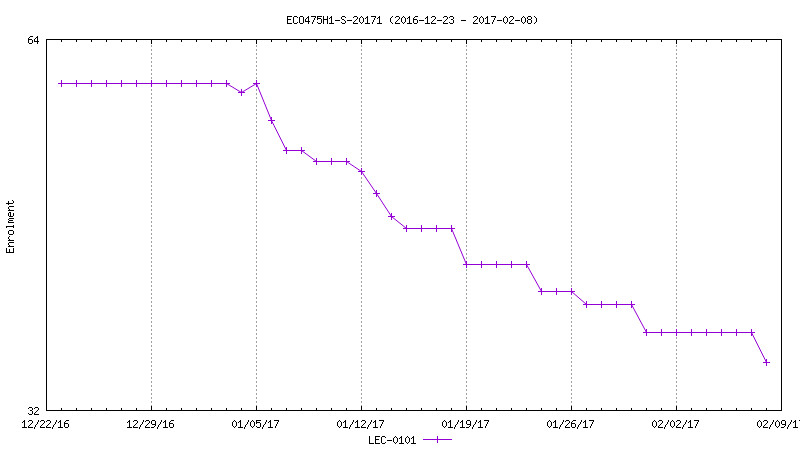 ECO475H1-S-20171 (2016-12-23 - 2017-02-08)
64
Enrolment
32
12/22/16 12/29/16 01/05/17 01/12/17 01/19/17 01/26/17 02/02/17 02/09/1
LEC-0101